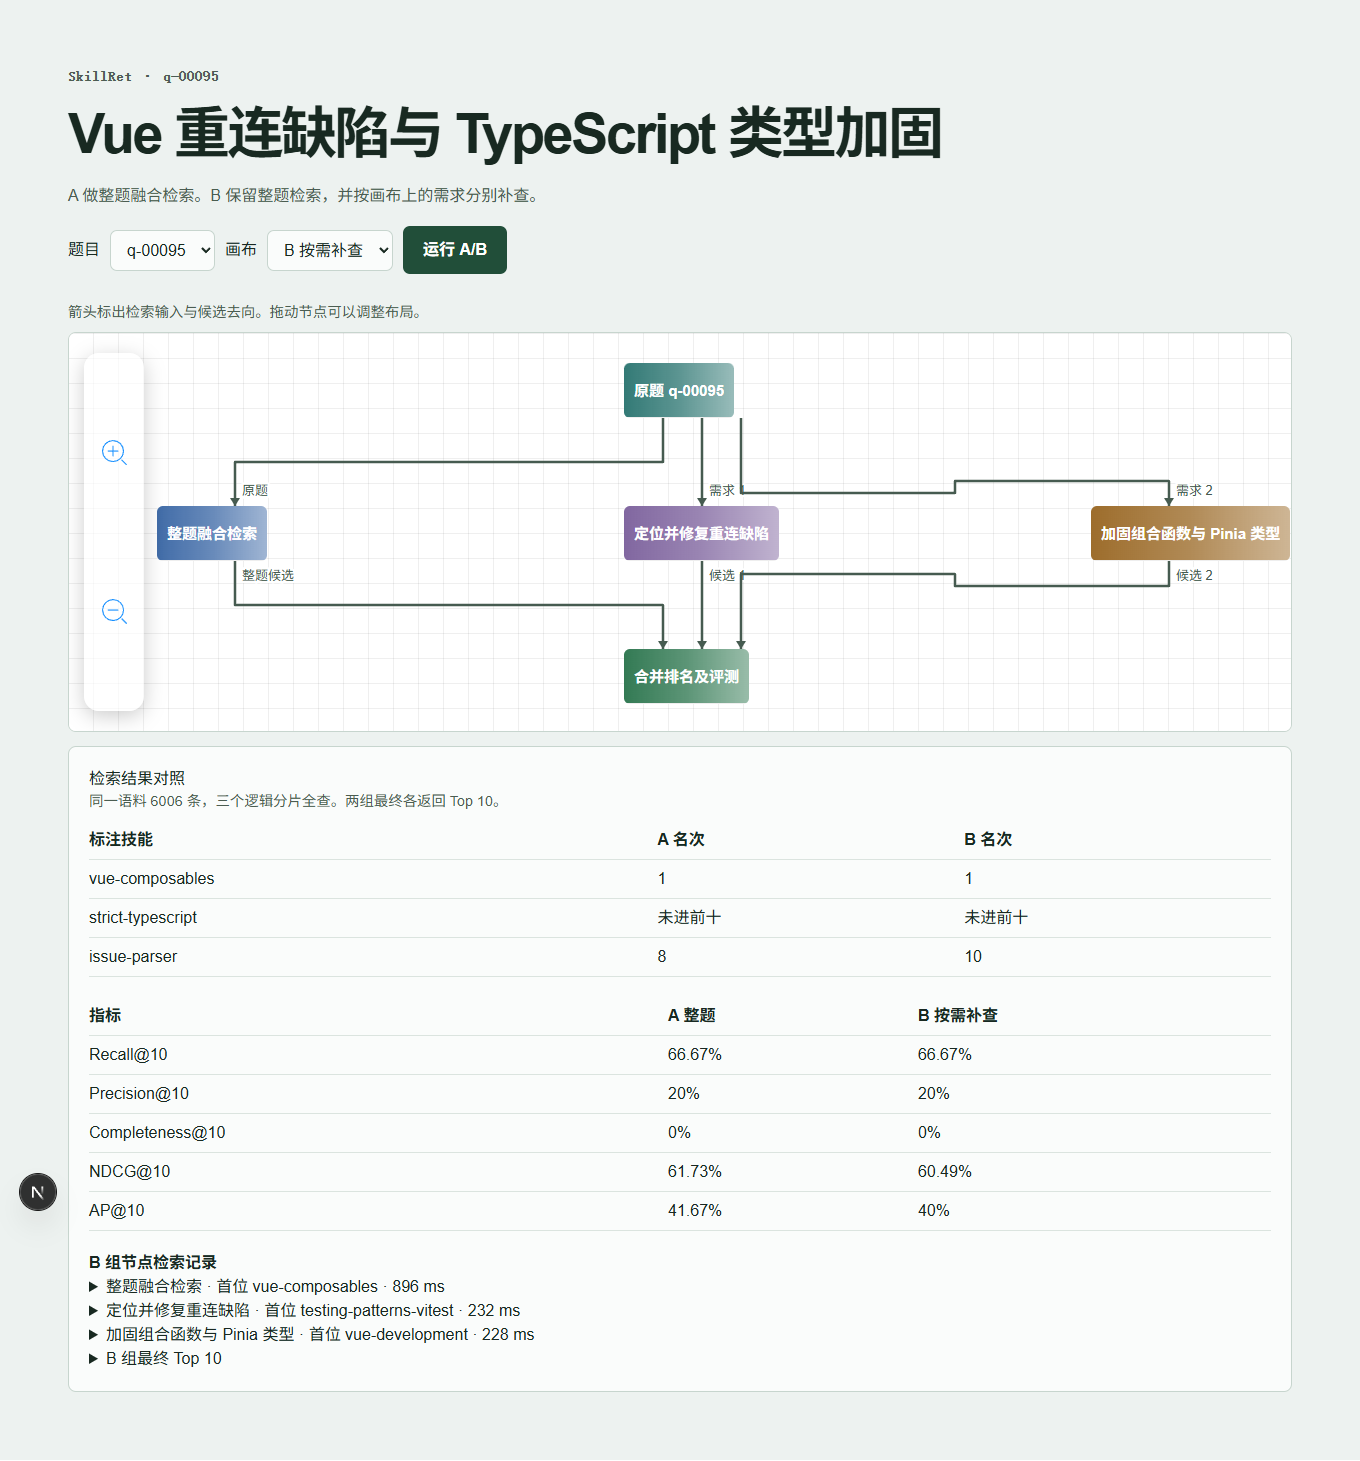 SkillRet · q-00095
Vue 重连缺陷与 TypeScript 类型加固
A 做整题融合检索。B 保留整题检索，并按画布上的需求分别补查。
题目 q-00095 画布 B 按需补查 运行 A/B
箭头标出检索输入与候选去向。拖动节点可以调整布局。
原题 q-00095
原题 需求 需求 2
整题融合检索 定位并修复重连缺陷 加固组合函数与 Pinia 类型
整题候选 候选 候选 2
合并排名及评测
检索结果对照
同一语料 6006 条，三个逻辑分片全查。两组最终各返回 Top 10。
标注技能 A 名次 B 名次
vue-composables 1 1
strict-typescript 未进前十 未进前十
issue-parser 8 10
指标 A 整题 B 按需补查
Recall@10 66.67% 66.67%
Precision@10 20% 20%
Completeness@10 0% 0%
NDCG@10 61.73% 60.49%
AP@10 41.67% 40%
N
B 组节点检索记录
整题融合检索 · 首位 vue-composables · 896 ms
定位并修复重连缺陷 · 首位 testing-patterns-vitest · 232 ms
加固组合函数与 Pinia 类型 · 首位 vue-development · 228 ms
B 组最终 Top 10